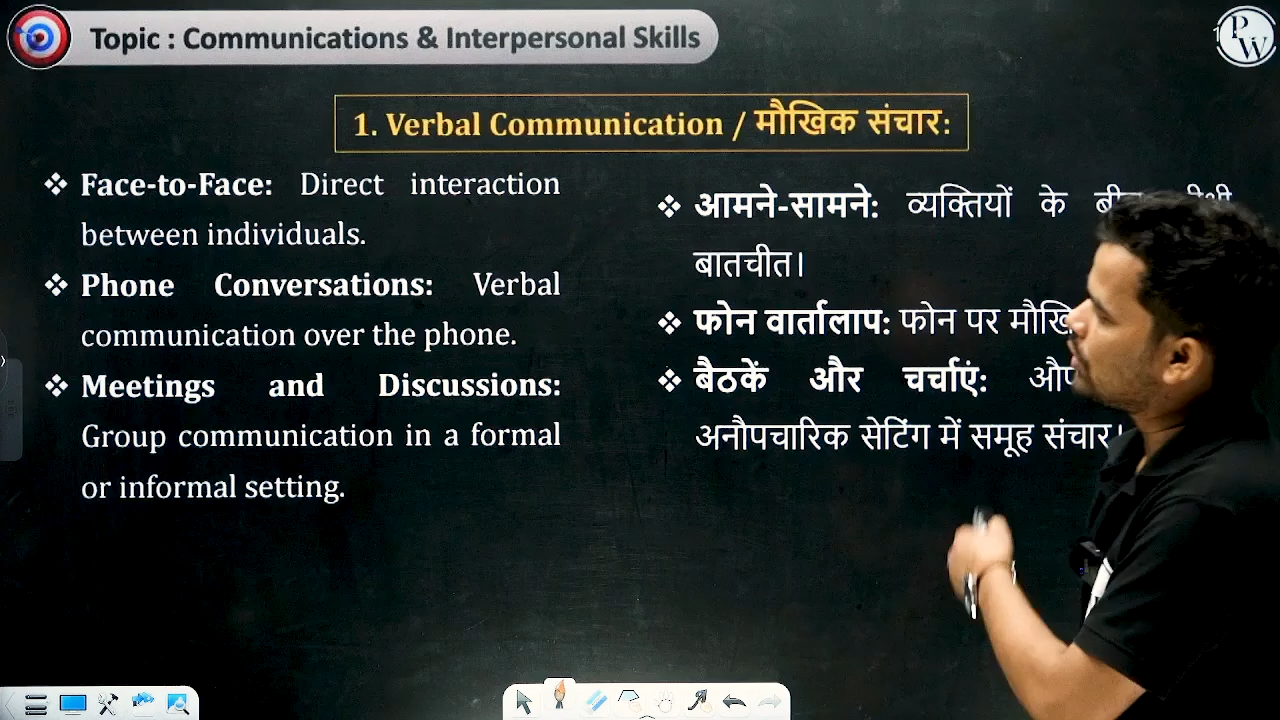 Topic : Communications & Interpersonal Skills
PW
1. Verbal Communication / मौखिक संचार:
❖ Face-to-Face: Direct interaction
between individuals.
❖ Phone Conversations: Verbal
communication over the phone.
❖ Meetings and Discussions:
Group communication in a formal
or informal setting.
❖ आमने-सामने: व्यक्तियों के
बातचीत।
❖ फोन वार्तालाप: फोन पर
❖ बैठकें और चर्चाएं:
अनौपचारिक सेटिंग में समूह संचार।